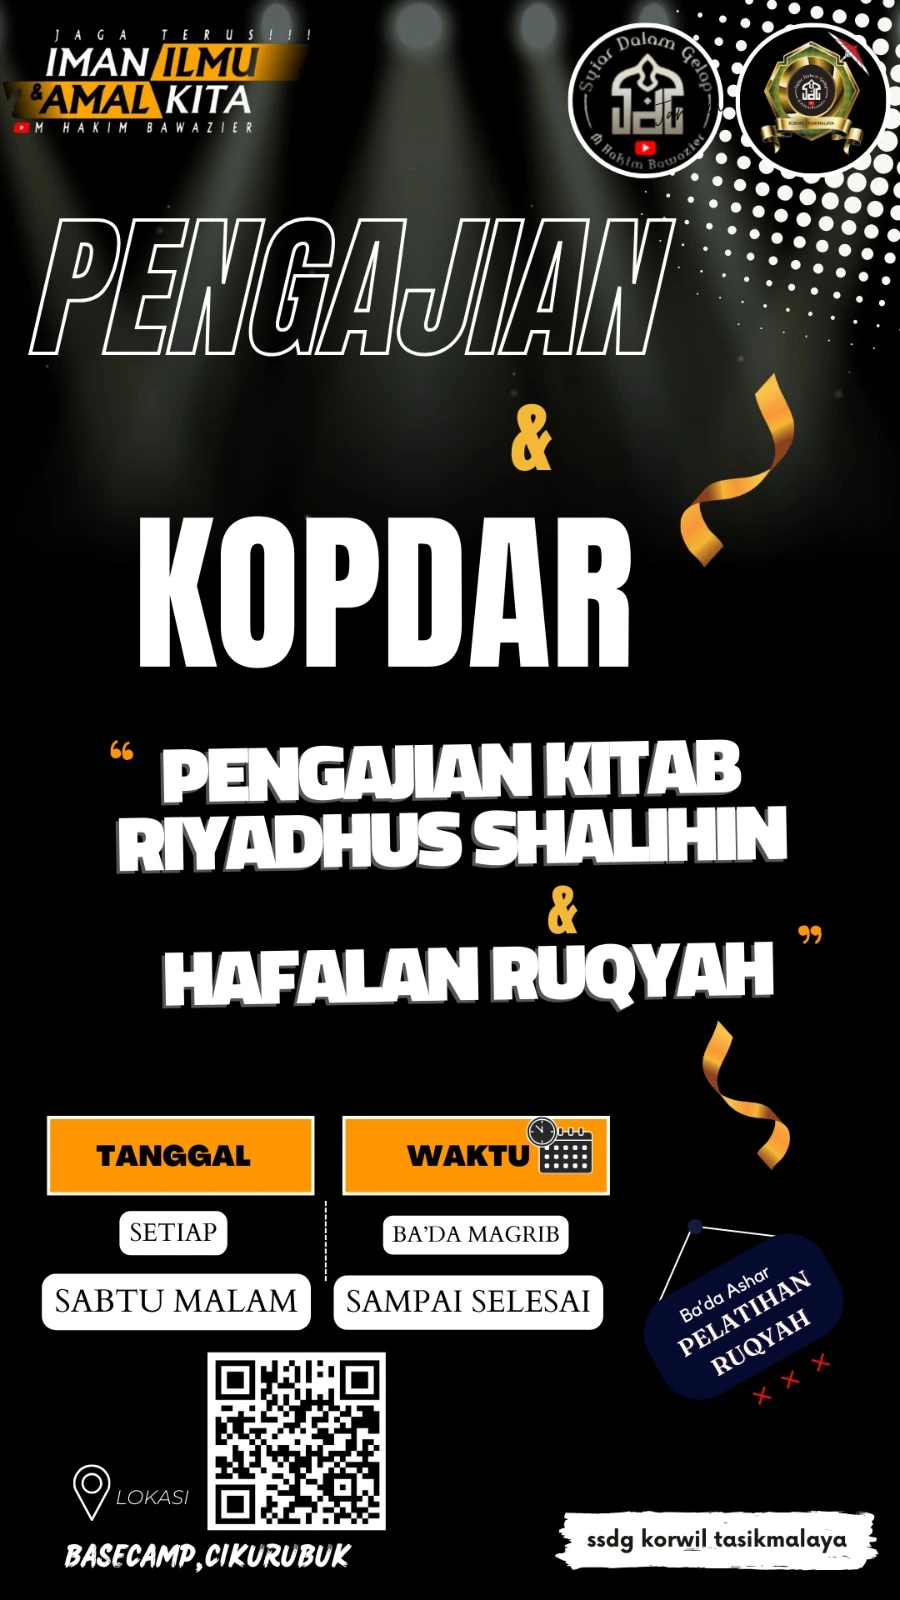 JAGA TERUS!!!
IMAN ILMU
& AMAL KITA
M HAKIM BAWAZIER
Syiar Dalam Gelap
M Hakim Bawazier
KORWIL TASIKMALAYA
PENGAJIAN
&
KOPDAR
“ PENGAJIAN KITAB
RIYADHUS SHALIHIN
&
HAFALAN RUQYAH ”
TANGGAL
WAKTU
SETIAP
SABTU MALAM
BA'DA MAGRIB
SAMPAI SELESAI
Ba'da Ashar
PELATIHAN
RUQYAH
LOKASI
BASECAMP,CIKURUBUK
ssdg korwil tasikmalaya